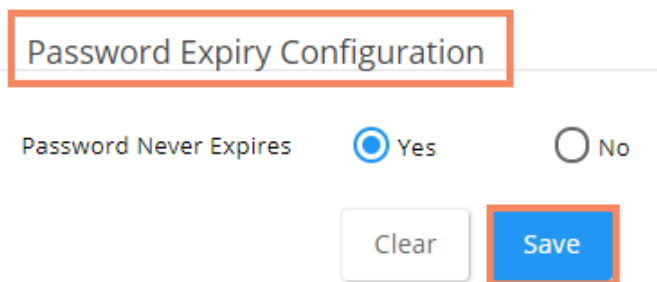 Password Expiry Configuration
Password Never Expires Yes No
Clear Save